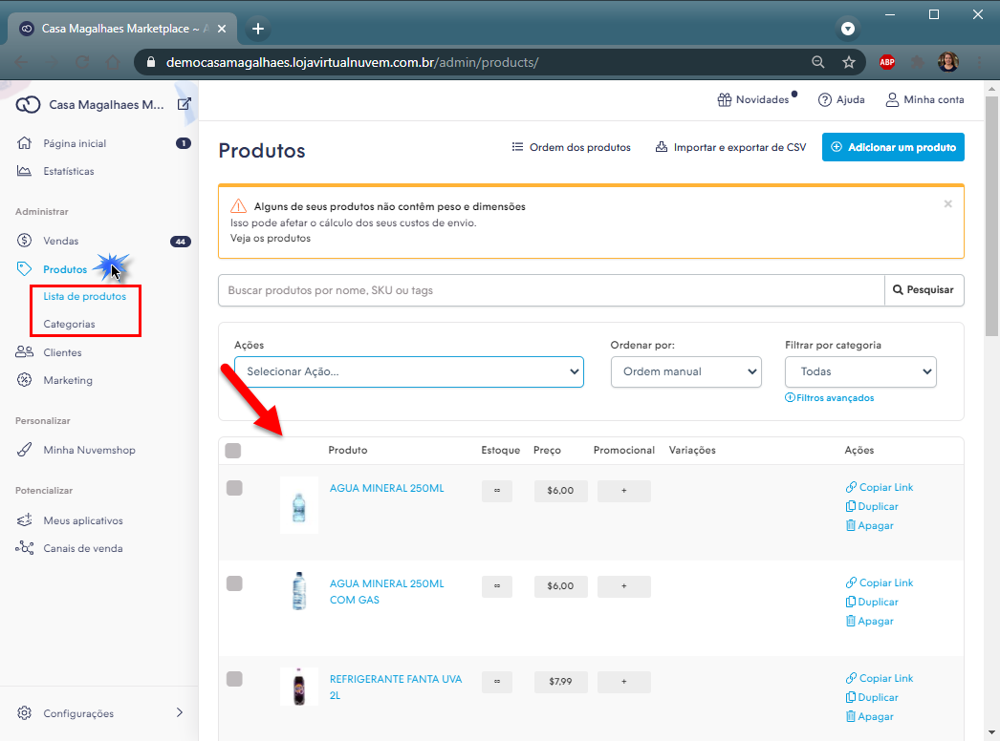 Casa Magalhaes Marketplace ~ A
democasamagalhaes.lojavirtualnuvem.com.br/admin/products/
ABP
Casa Magalhaes M...
Novidades
Ajuda
Minha conta
Página inicial
1
Estatísticas
Administrar
Vendas
44
Produtos
Lista de produtos
Categorias
Clientes
Marketing
Personalizar
Minha Nuvemshop
Potencializar
Meus aplicativos
Canais de venda
Configurações
Produtos
Ordem dos produtos
Importar e exportar de CSV
Adicionar um produto
Alguns de seus produtos não contêm peso e dimensões
Isso pode afetar o cálculo dos seus custos de envio.
Veja os produtos
Buscar produtos por nome, SKU ou tags
Pesquisar
Ações
Ordenar por:
Filtrar por categoria
Selecionar Ação...
Ordem manual
Todas
Filtros avançados
Produto
Estoque
Preço
Promocional
Variações
Ações
AGUA MINERAL 250ML
∞
$6,00
+
Copiar Link
Duplicar
Apagar
AGUA MINERAL 250ML
COM GAS
∞
$6,00
+
Copiar Link
Duplicar
Apagar
REFRIGERANTE FANTA UVA
2L
∞
$7,99
+
Copiar Link
Duplicar
Apagar